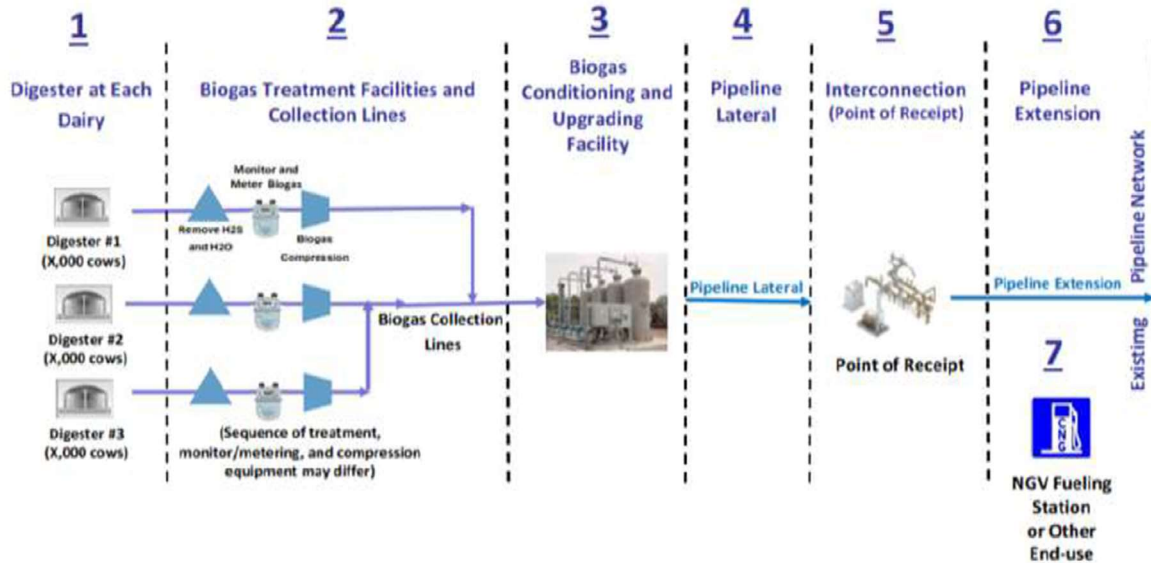 1
Digester at Each
Dairy
2
Biogas Treatment Facilities and
Collection Lines
3
Biogas
Conditioning and
Upgrading
Facility
4
Pipeline
Lateral
5
Interconnection
(Point of Receipt)
6
Pipeline
Extension
Monitor and
Meter Biogas
Remove H2S
and H2O
Biogas
Compression
Digester #1
(X,000 cows)
Digester #2
(X,000 cows)
Digester #3
(X,000 cows)
Biogas Collection
Lines
(Sequence of treatment,
monitor/metering, and compression
equipment may differ)
Pipeline Lateral
Point of Receipt
Pipeline Extension
Existimg Pipeline Network
7
CNG
NGV Fueling
Station
or Other
End-use